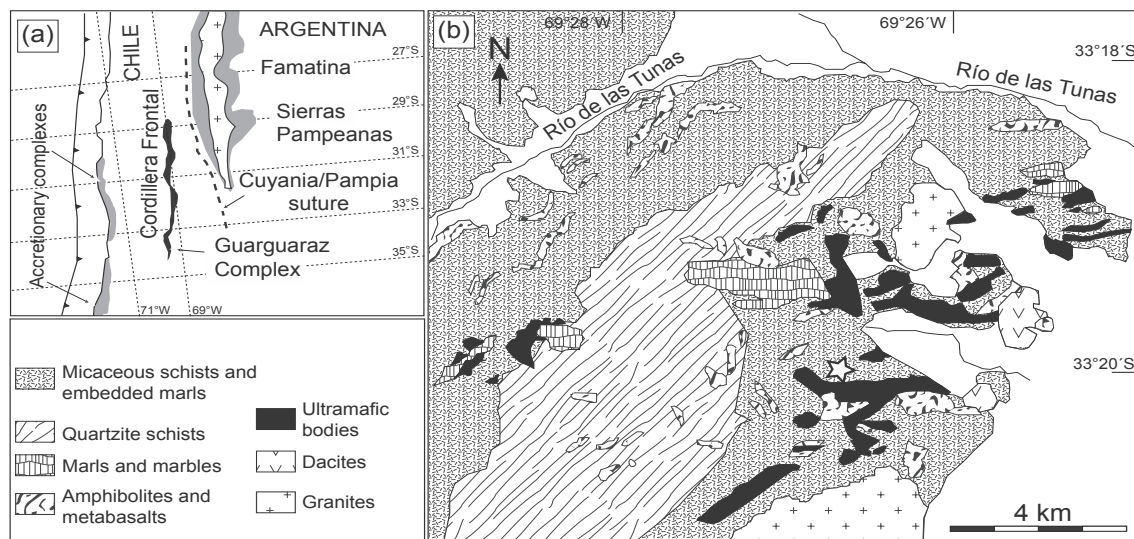 (a)
ARGENTINA
27°S
CHILE
Famatina
29°S
Sierras
Pampeanas
Accretionary complexes
Cordillera Frontal
31°S
Cuyania/Pampia
suture
33°S
Guarguaraz
Complex
35°S
71°W
69°W
Micaceous schists and
embedded marls
Quartzite schists
Marls and marbles
Amphibolites and
metabasalts
Ultramafic
bodies
Dacites
Granites
(b)
69°28´W
69°26´W
N
33°18´S
Río de las Tunas
Río de las Tunas
33°20´S
4 km